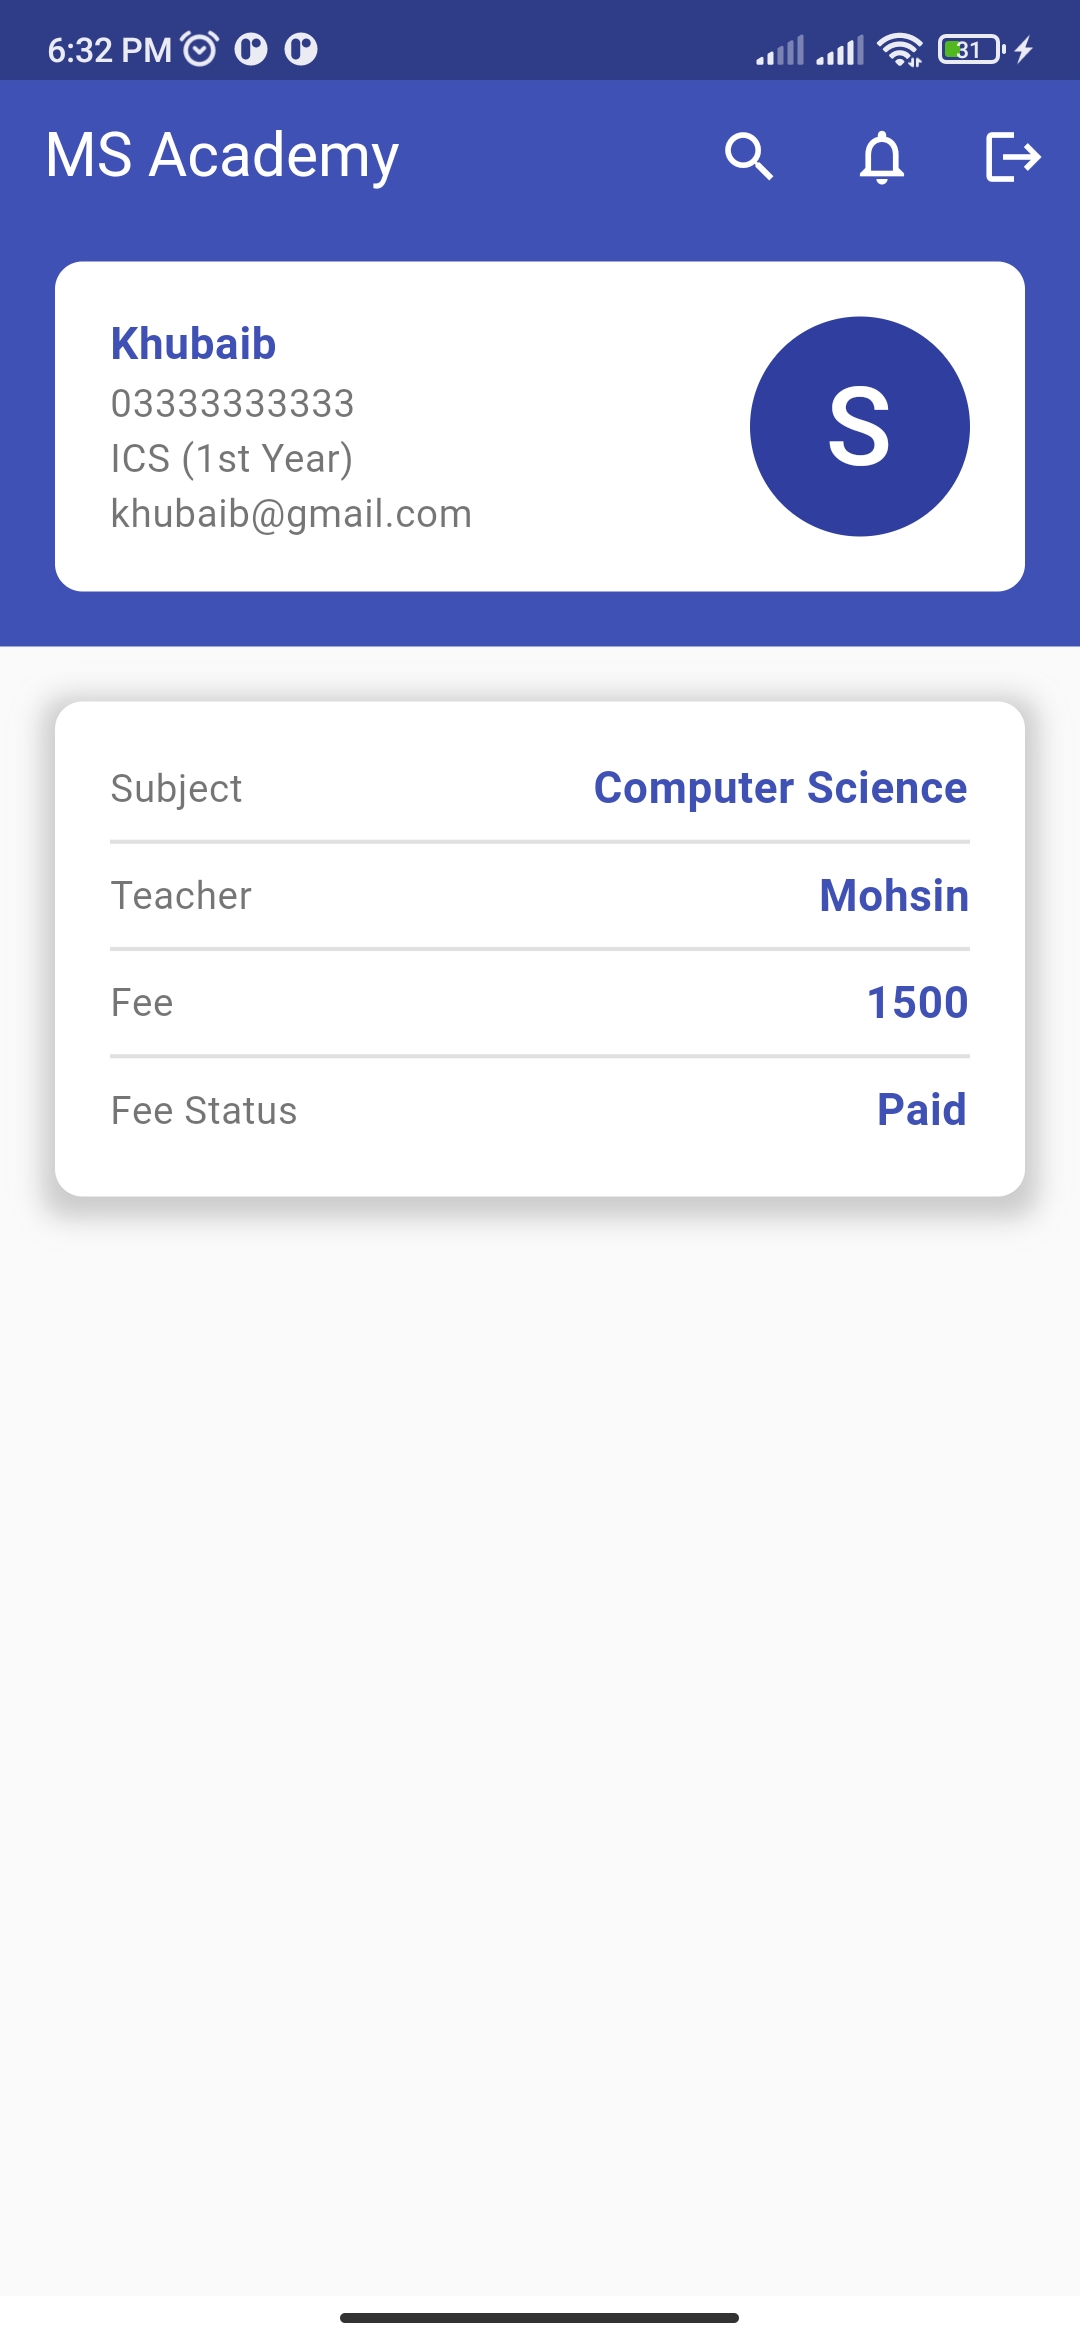 6:32 PM 31
MS Academy
Khubaib
03333333333
ICS (1st Year)
khubaib@gmail.com
S
Subject Computer Science
Teacher Mohsin
Fee 1500
Fee Status Paid